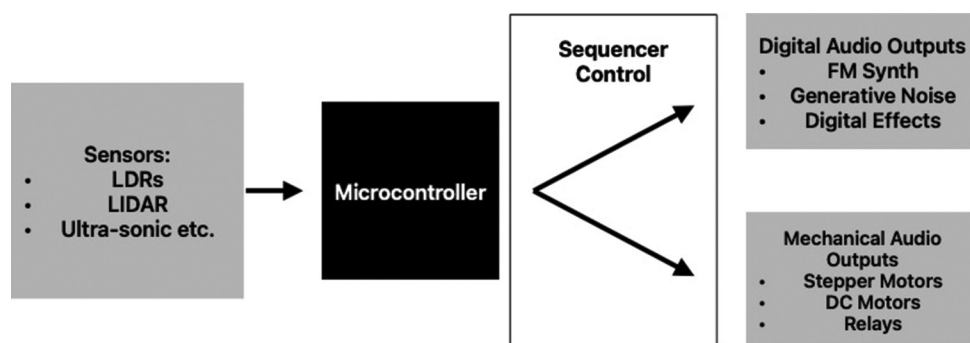 Sensors:
• LDRs
• LIDAR
• Ultra-sonic etc.
Microcontroller
Sequencer
Control
Digital Audio Outputs
• FM Synth
• Generative Noise
• Digital Effects
Mechanical Audio
Outputs
• Stepper Motors
• DC Motors
• Relays